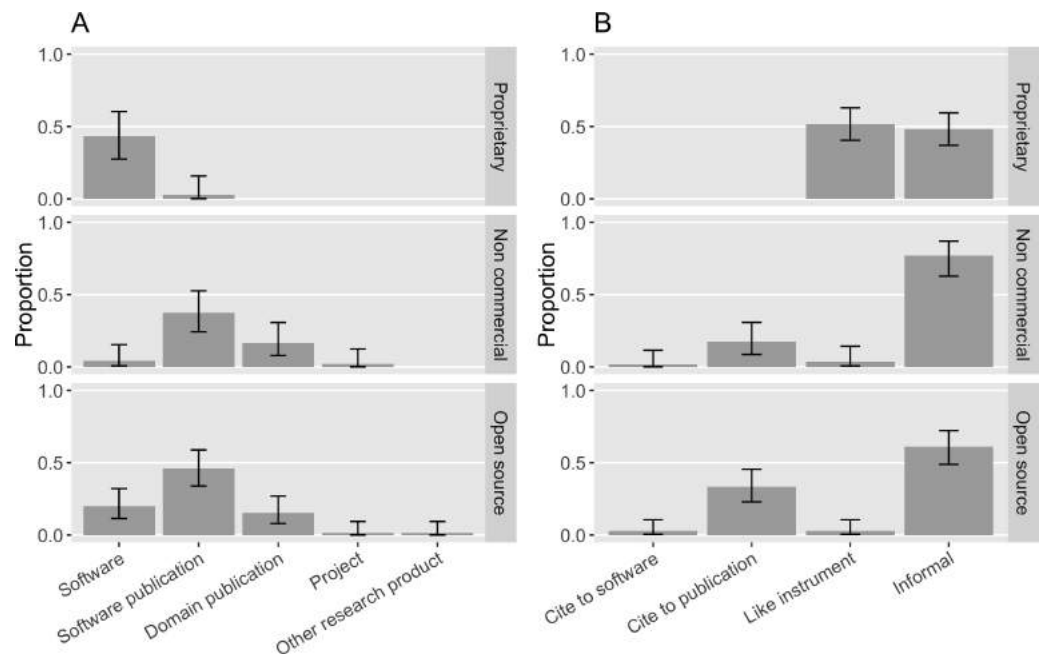 A
B
Proportion
1.0
0.5
0.0
Proprietary
1.0
0.5
0.0
Non commercial
1.0
0.5
0.0
Open source
Software
Software publication
Domain publication
Project
Other research product
Proportion
1.0
0.5
0.0
Proprietary
1.0
0.5
0.0
Non commercial
1.0
0.5
0.0
Open source
Cite to software
Cite to publication
Like instrument
Informal